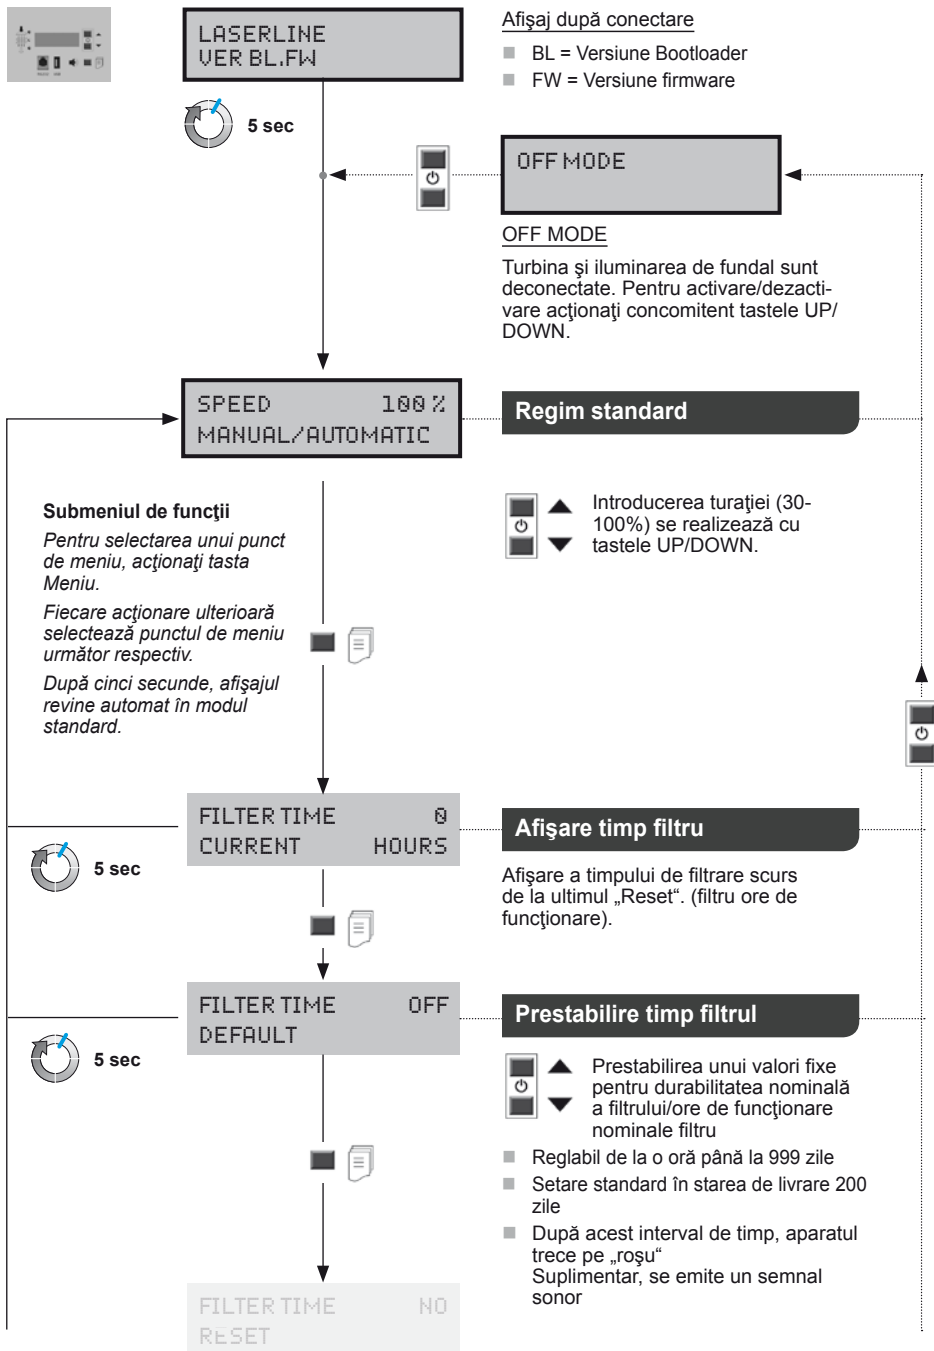 LASERLINE
VER BL.FW
Afişaj după conectare
BL = Versiune Bootloader
FW = Versiune firmware
5 sec
OFF MODE
OFF MODE
Turbina şi iluminarea de fundal sunt
deconectate. Pentru activare/dezacti-
vare acţionaţi concomitent tastele UP/
DOWN.
SPEED 100 %
MANUAL/AUTOMATIC
Regim standard
Submeniul de funcţii
Pentru selectarea unui punct
de meniu, acţionaţi tasta
Meniu.
Fiecare acţionare ulterioară
selectează punctul de meniu
următor respectiv.
După cinci secunde, afişajul
revine automat în modul
standard.
Introducerea turaţiei (30-
100%) se realizează cu
tastele UP/DOWN.
FILTER TIME 0
CURRENT HOURS
5 sec
Afişare timp filtru
Afişare a timpului de filtrare scurs
de la ultimul „Reset“. (filtru ore de
funcţionare).
FILTER TIME OFF
DEFAULT
5 sec
Prestabilire timp filtrul
Prestabilirea unui valori fixe
pentru durabilitatea nominală
a filtrului/ore de funcţionare
nominale filtru
Reglabil de la o oră până la 999 zile
Setare standard în starea de livrare 200
zile
După acest interval de timp, aparatul
trece pe „roşu“
Suplimentar, se emite un semnal
sonor
FILTER TIME NO
RESET